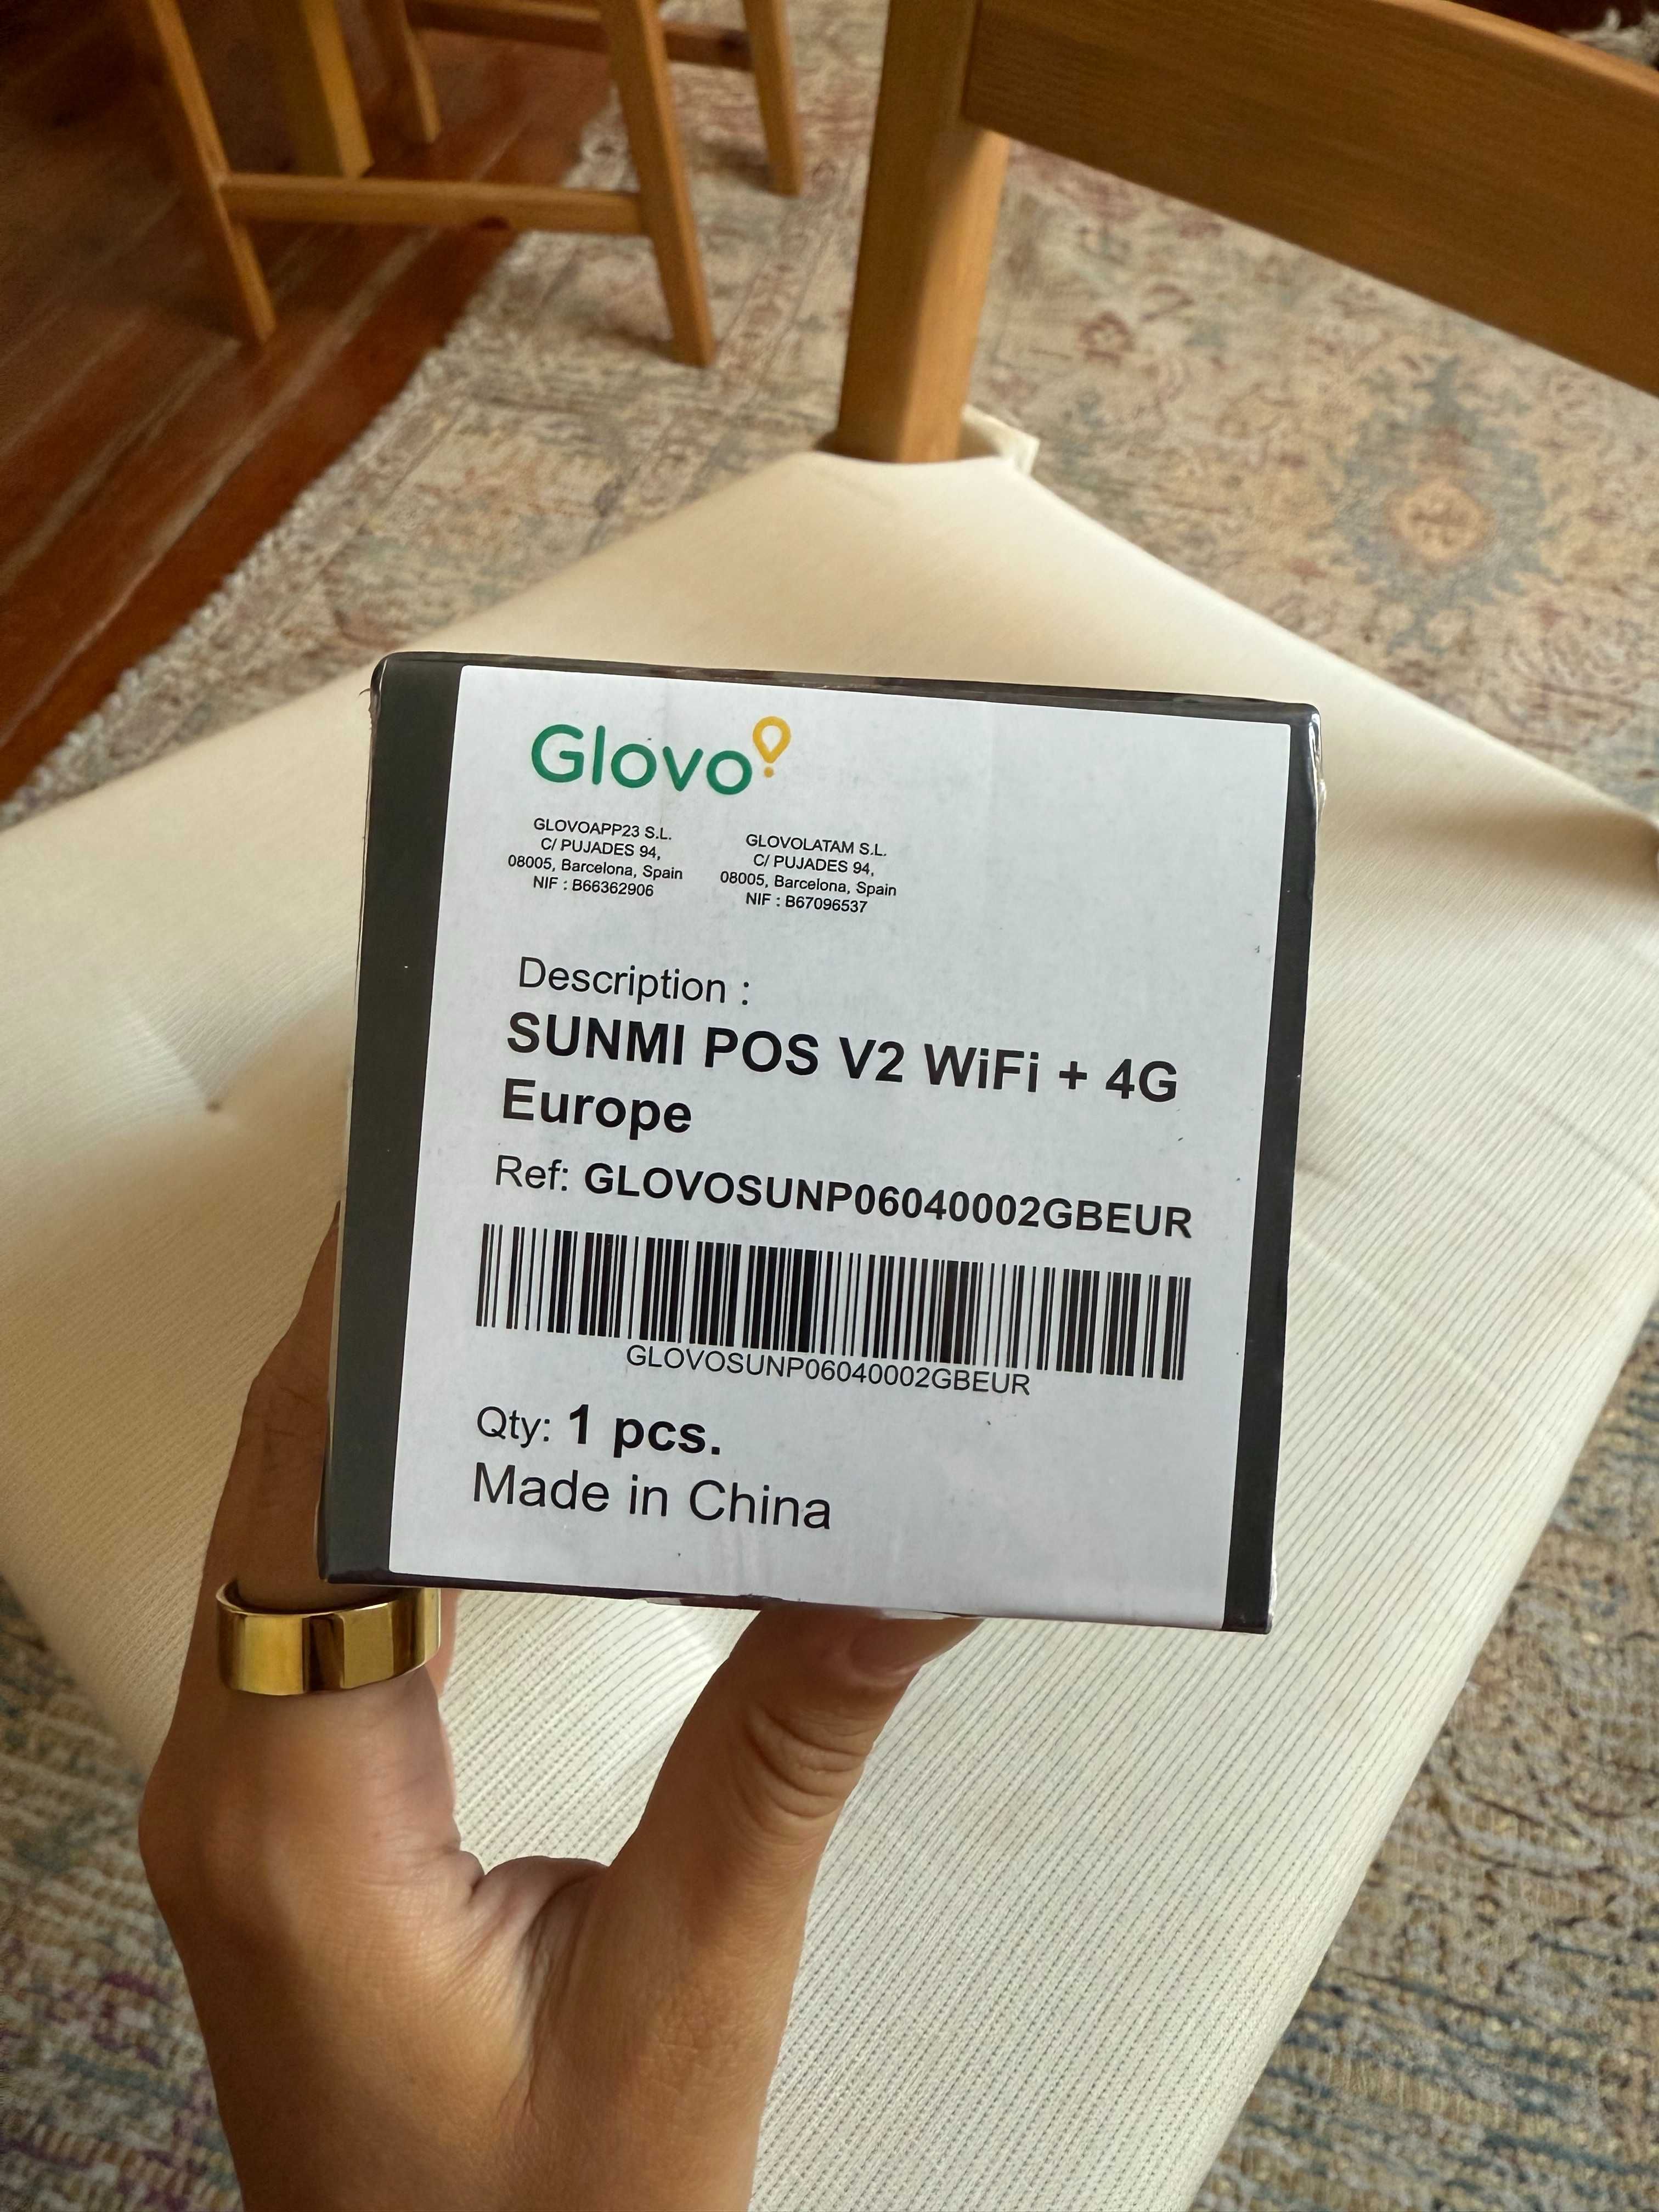 Glovo
GLOVOAPP23 S.L.
C/ PUJADES 94,
08005, Barcelona, Spain
NIF : B66362906
GLOVOLATAM S.L.
C/ PUJADES 94,
08005, Barcelona, Spain
NIF : B67096537
Description :
SUNMI POS V2 WiFi + 4G
Europe
Ref: GLOVOSUNP06040002GBEUR
GLOVOSUNP06040002GBEUR
Qty: 1 pcs.
Made in China